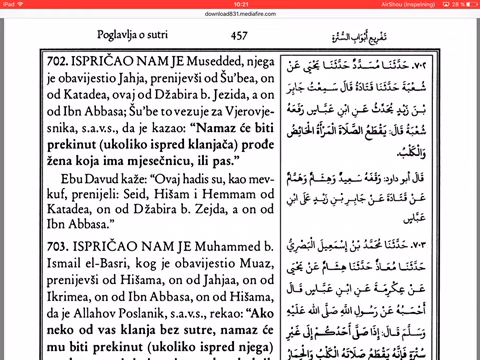 iPad
10:21
AirShou (Inspelning)
28 %
download831.mediafire.com
Poglavlja o sutri
457
تفريع أبواب السترة
702. ISPRIČAO NAM JE Musedded, njega
je obavijestio Jahja, prenijevši od Šu’bea, on
od Katadea, ovaj od Džabira b. Jezida, a on
od Ibn Abbasa; Šu’be to vezuje za Vjerovje-
snika, s.a.v.s., da je kazao: “Namaz će biti
prekinut (ukoliko ispred klanjača) prođe
žena koja ima mjesečnicu, ili pas.”
Ebu Davud kaže: “Ovaj hadis su, kao mev-
kuf, prenijeli: Seid, Hišam i Hemmam od
Katadea, on od Džabira b. Zejda, a on od
Ibn Abbasa.”
703. ISPRIČAO NAM JE Muhammed b.
Ismail el-Basri, kog je obavijestio Muaz,
prenijevši od Hišama, on od Jahjaa, on od
Ikrimea, on od Ibn Abbasa, on od Hišama,
da je Allahov Poslanik, s.a.v.s., rekao: “Ako
neko od vas klanja bez sutre, namaz će
mu biti prekinut (ukoliko ispred njega)
٧٠٢- حَدَّثَنَا مُسَدَّدٌ حَدَّثَنَا يَحْيَى عَنْ
شُعْبَةَ حَدَّثَنَا قَتَادَةُ قَالَ سَمِعْتُ جَابِرَ
بْنَ زَيْدٍ يُحَدِّثُ عَنِ ابْنِ عَبَّاسٍ رَفَعَهُ
شُعْبَةُ قَالَ: يَقْطَعُ الصَّلَاةَ الْمَرْأَةُ الْحَائِضُ
وَالْكَلْبُ.
قَالَ أَبُو دَاوُد: وَقَفَهُ سَعِيدٌ وَهِشَامٌ وَهَمَّامٌ
عَنْ قَتَادَةَ عَنْ جَابِرِ بْنِ زَيْدٍ عَلَى ابْنِ
عَبَّاسٍ
٧٠٣- حَدَّثَنَا مُحَمَّدُ بْنُ إِسْمَعِيلَ الْبَصْرِيُّ
حَدَّثَنَا مُعَاذٌ حَدَّثَنَا هِشَامٌ عَنْ يَحْيَى
عَنْ عِكْرِمَةَ عَنِ ابْنِ عَبَّاسٍ قَالَ
أَحْسَبُهُ عَنْ رَسُولِ اللَّهِ صَلَّى اللَّهُ عَلَيْهِ
وَسَلَّمَ قَالَ: إِذَا صَلَّى أَحَدُكُمْ إِلَى غَيْرِ
سُتْرَةٍ فَإِنَّهُ يَقْطَعُ صَلَاتَهُ الْكَلْبُ وَالْحِمَارُ